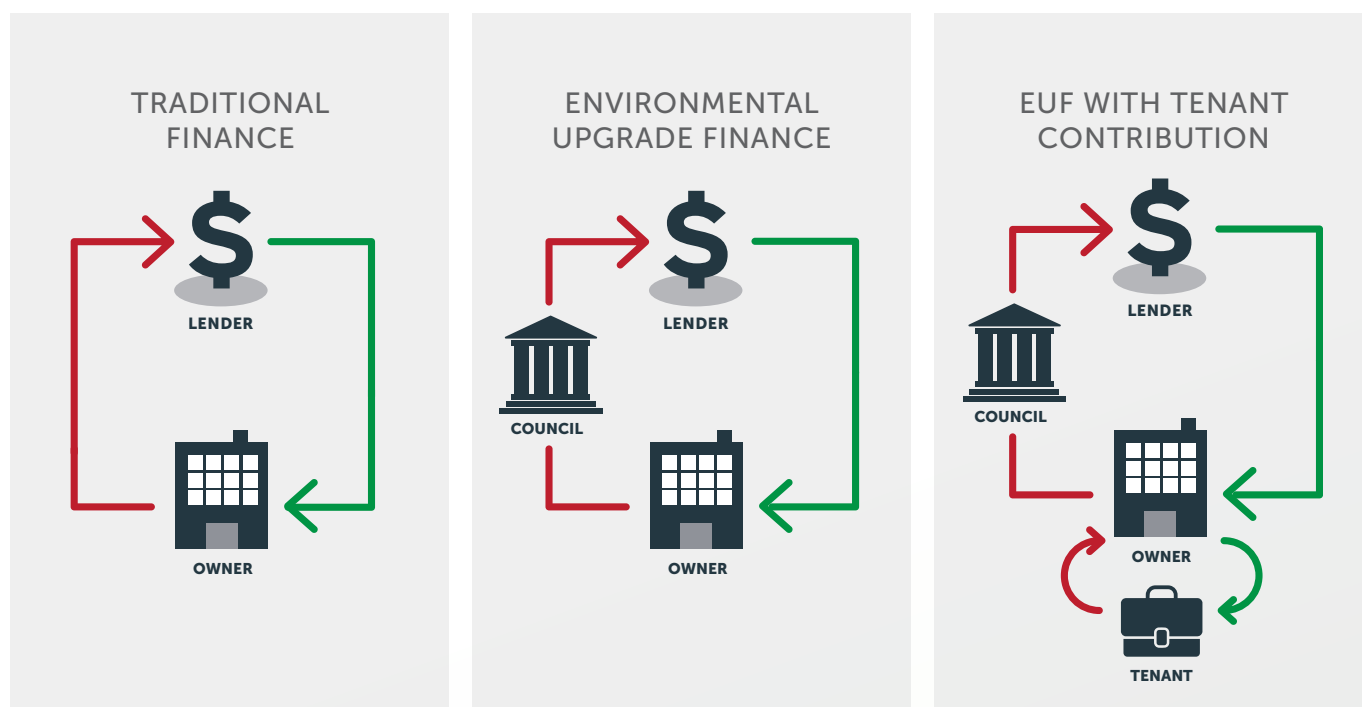 TRADITIONAL
FINANCE
LENDER
OWNER
ENVIRONMENTAL
UPGRADE FINANCE
LENDER
COUNCIL
OWNER
EUF WITH TENANT
CONTRIBUTION
LENDER
COUNCIL
OWNER
TENANT